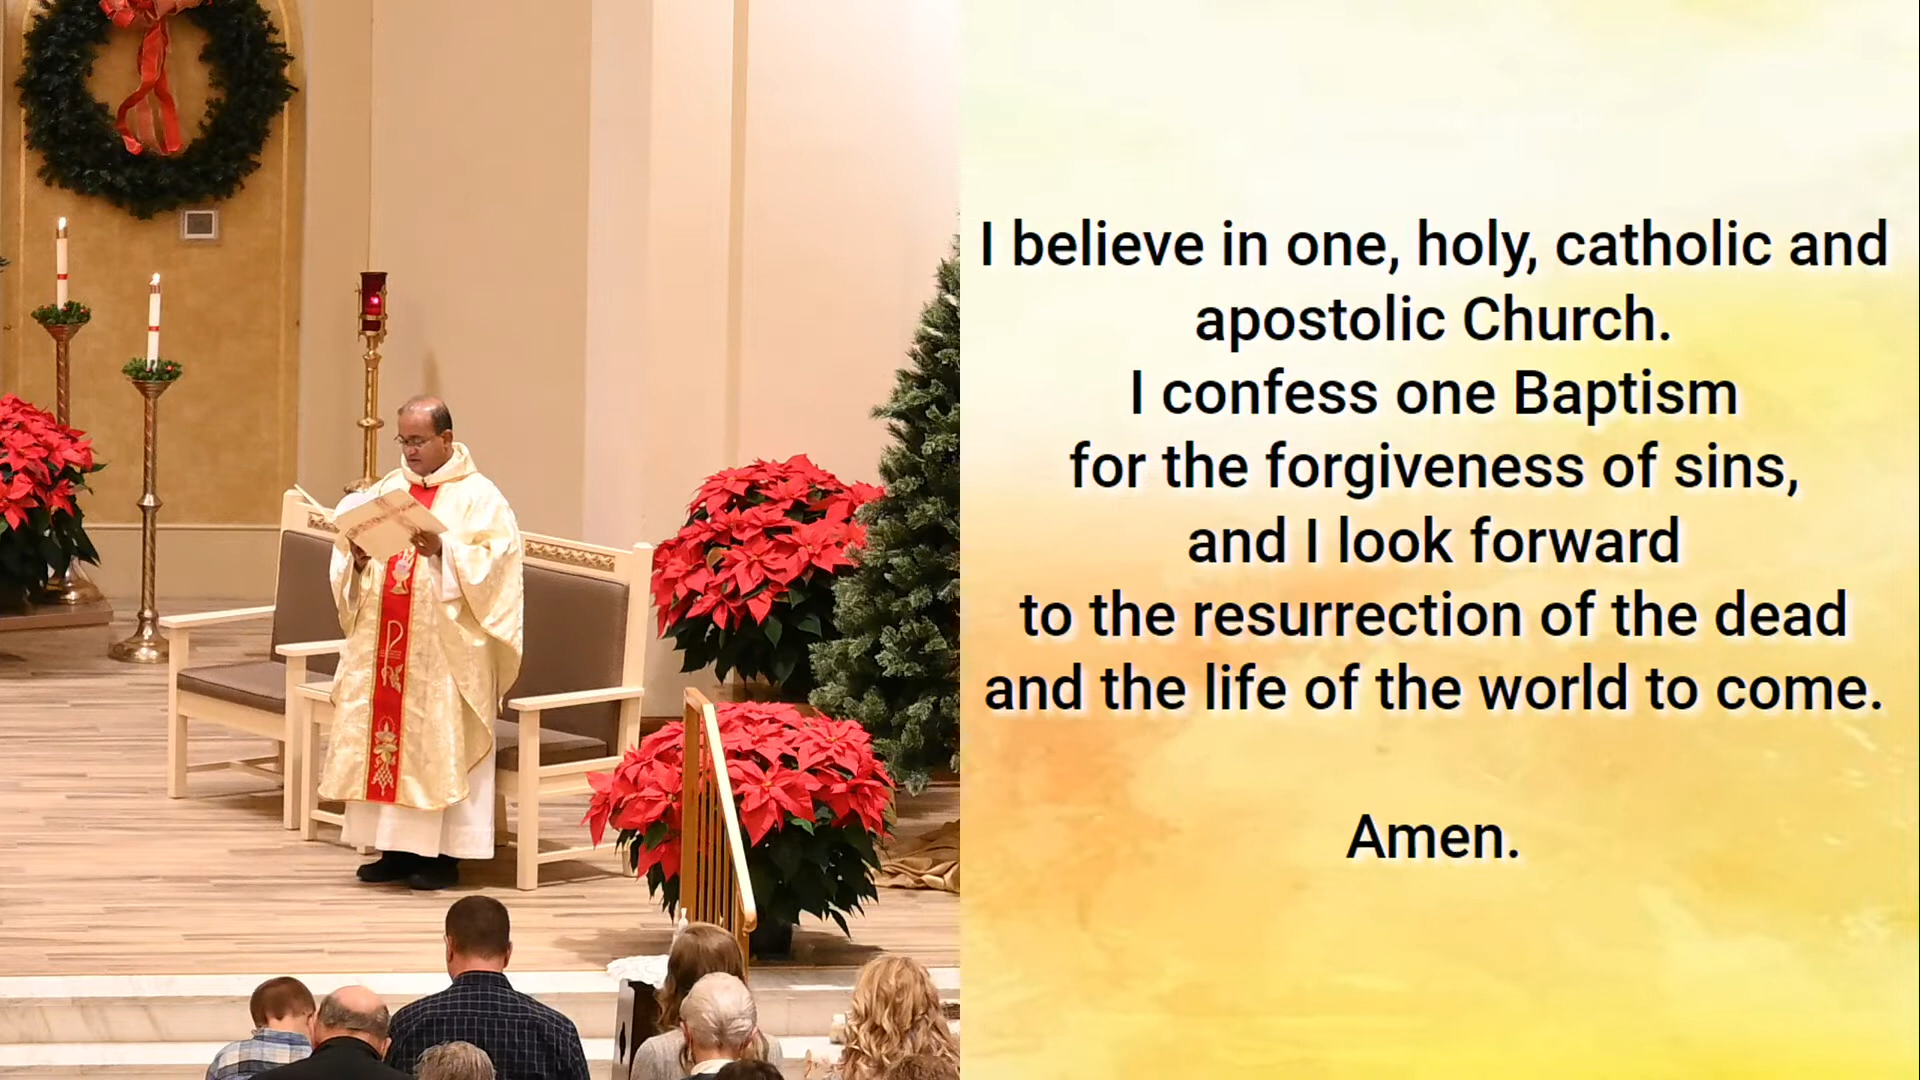 I believe in one, holy, catholic and
apostolic Church.
I confess one Baptism
for the forgiveness of sins,
and I look forward
to the resurrection of the dead
and the life of the world to come.
Amen.